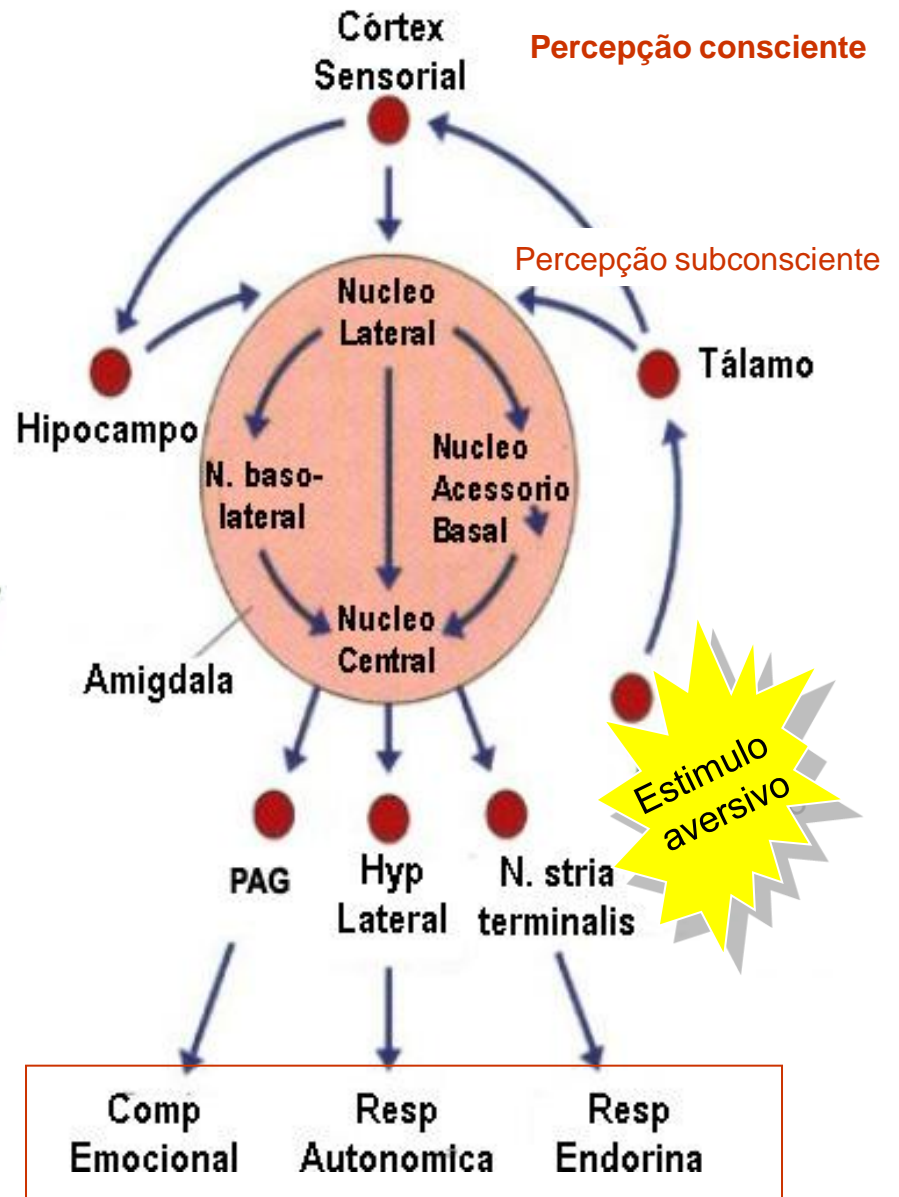 Córtex
Sensorial
Percepção consciente
Percepção subconsciente
Nucleo
Lateral
Tálamo
Hipocampo
N. baso-
lateral
Nucleo
Acessorio
Basal
Nucleo
Central
Amigdala
Estimulo
aversivo
PAG
Hyp
Lateral
N. stria
terminalis
Comp
Emocional
Resp
Autonomica
Resp
Endorina